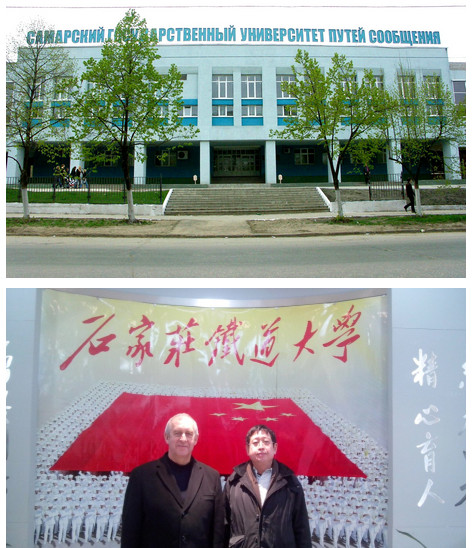 САМАРСКИЙ ГОСУДАРСТВЕННЫЙ УНИВЕРСИТЕТ ПУТЕЙ СООБЩЕНИЯ
石家莊鐵道大學
精心育人